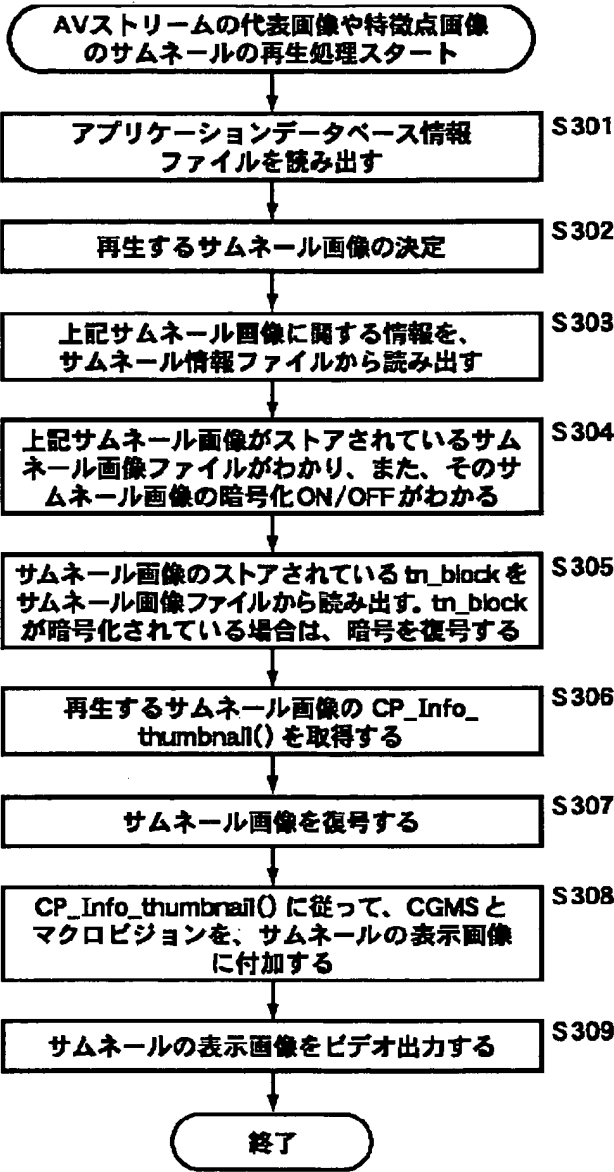 AVストリームの代表画像や特徴点画像
のサムネールの再生処理スタート
S301
アプリケーションデータベース情報
ファイルを読み出す
S302
再生するサムネール画像の決定
S303
上記サムネール画像に関する情報を、
サムネール情報ファイルから読み出す
S304
上記サムネール画像がストアされているサム
ネール画像ファイルがわかり、また、そのサ
ムネール画像の暗号化ON/OFFがわかる
S305
サムネール画像のストアされているtn_blockを
サムネール画像ファイルから読み出す。tn_block
が暗号化されている場合は、暗号を復号する
S306
再生するサムネール画像の CP_Info_
thumbnail() を取得する
S307
サムネール画像を復号する
S308
CP_Info_thumbnail() に従って、CGMSと
マクロビジョンを、サムネールの表示画像
に付加する
S309
サムネールの表示画像をビデオ出力する
終了